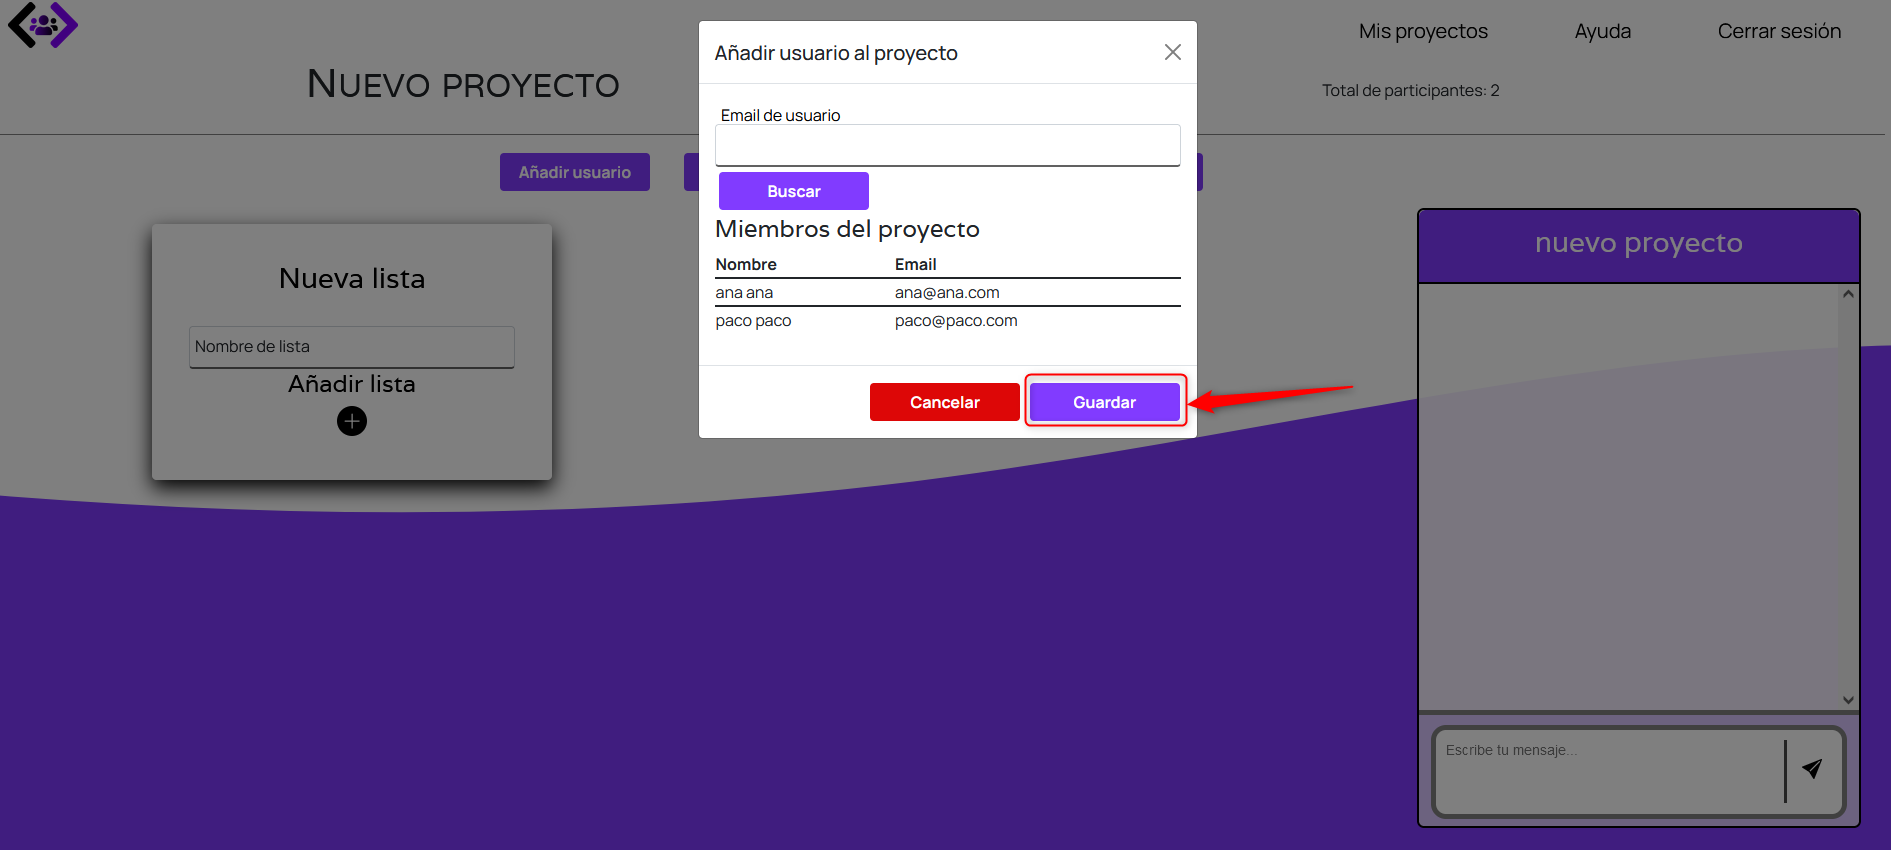 Mis proyectos
Ayuda
Cerrar sesión
Nuevo proyecto
Total de participantes: 2
Añadir usuario
Añadir usuario al proyecto
Email de usuario
Buscar
Miembros del proyecto
Nombre Email
ana ana ana@ana.com
paco paco paco@paco.com
Cancelar
Guardar
Nueva lista
Nombre de lista
Añadir lista
nuevo proyecto
Escribe tu mensaje...